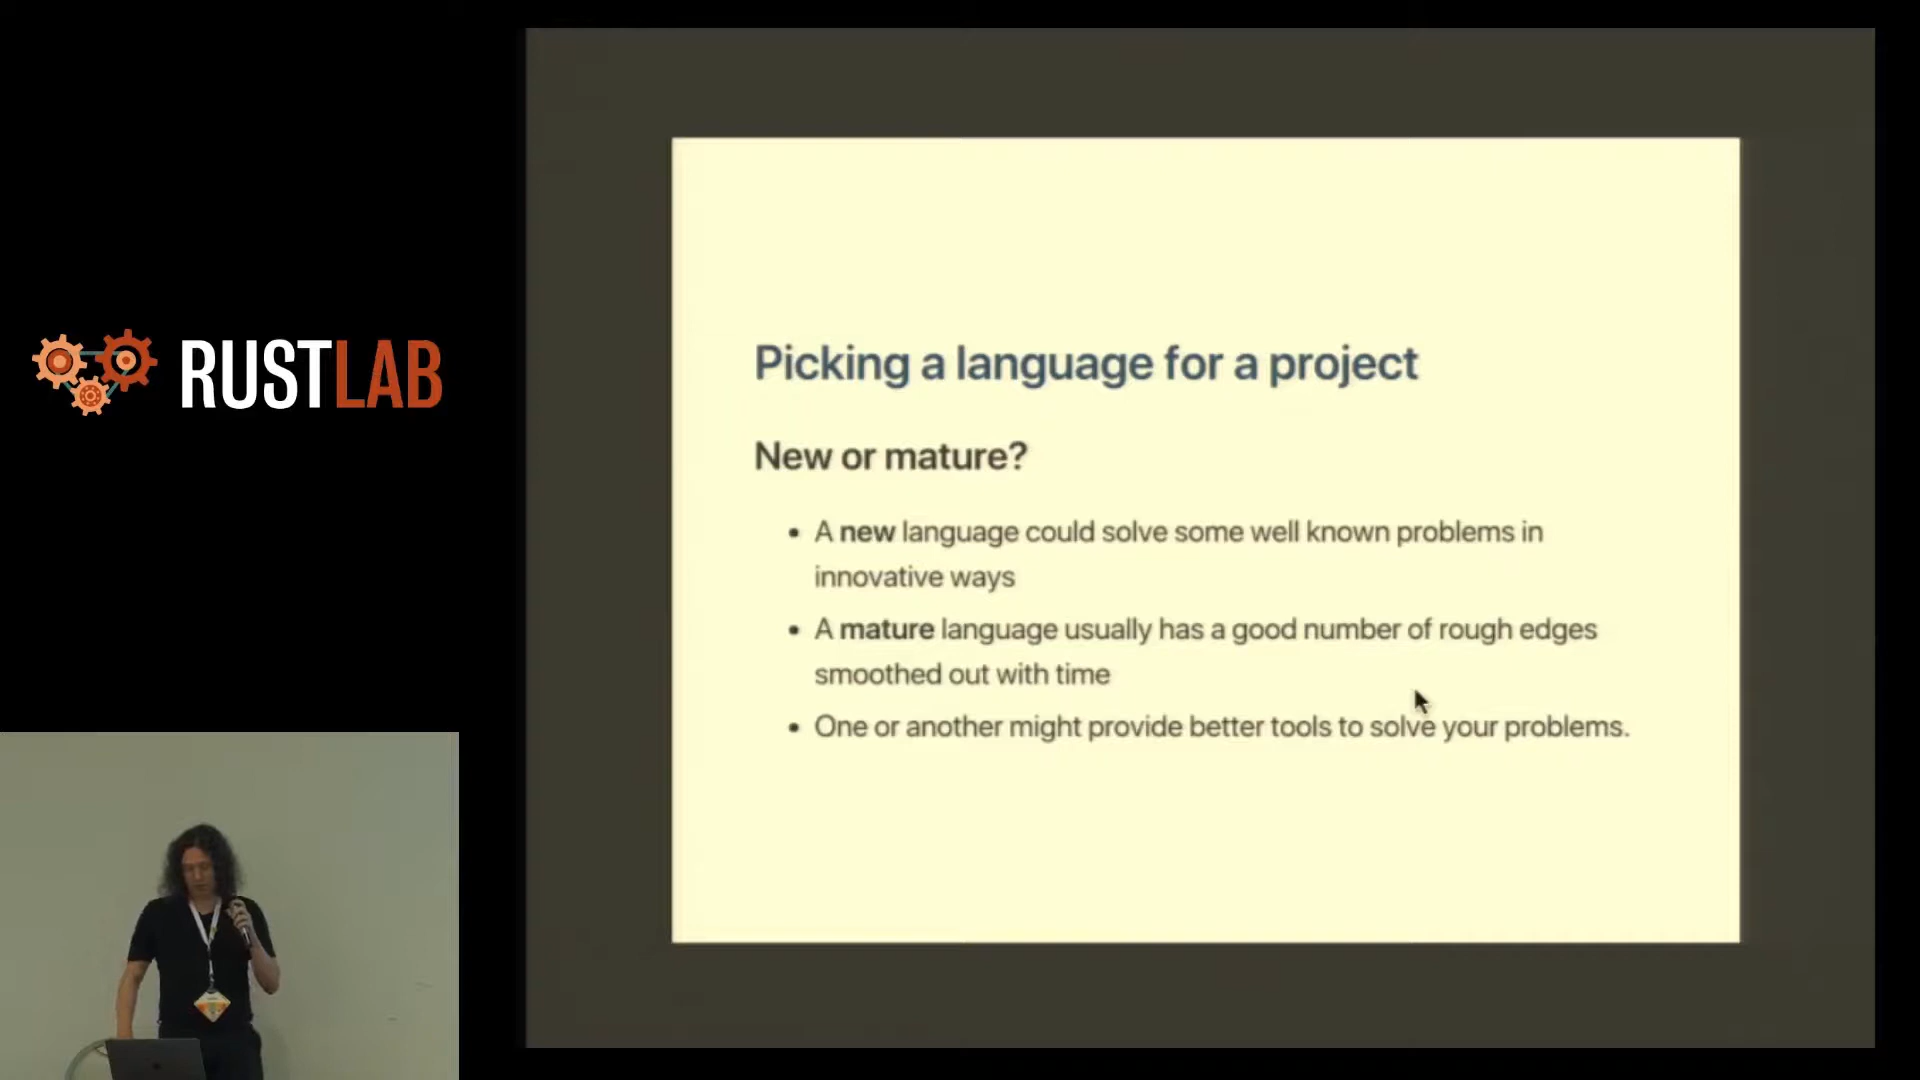 RUSTLAB
Picking a language for a project
New or mature?
• A new language could solve some well known problems in
innovative ways
• A mature language usually has a good number of rough edges
smoothed out with time
• One or another might provide better tools to solve your problems.